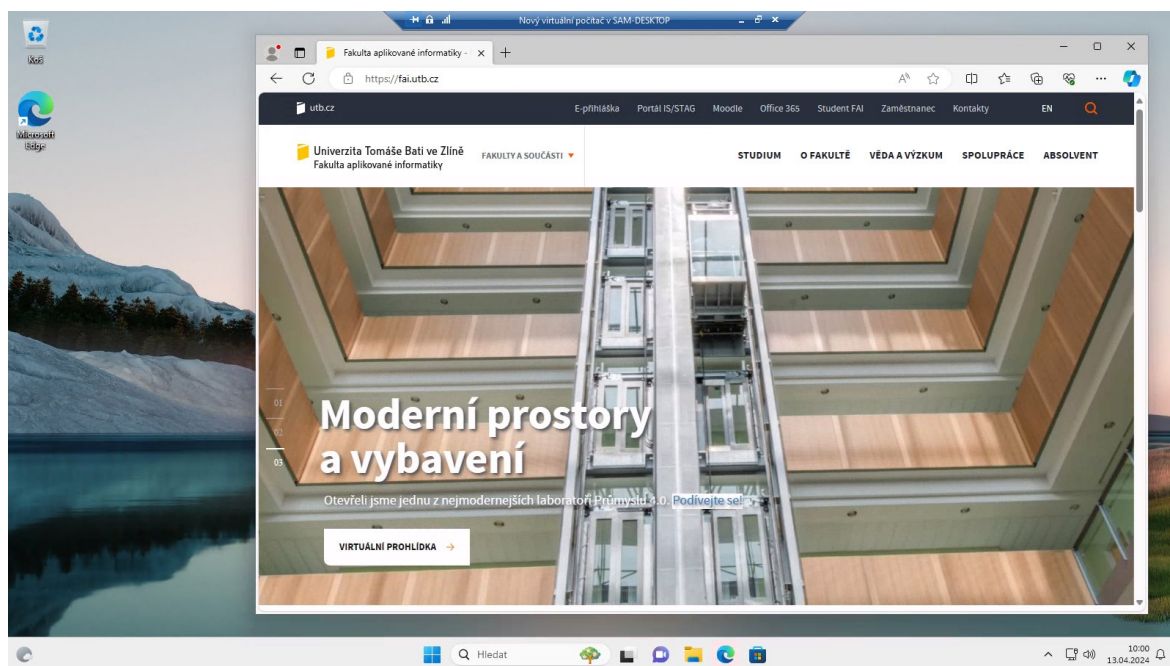 Nový virtuální počítač v SAM-DESKTOP
Koš
Microsoft
Edge
Fakulta aplikované informatiky -
https://fai.utb.cz
utb.cz
E-přihláška Portál IS/STAG Moodle Office 365 Student FAI Zaměstnanec Kontakty EN
Univerzita Tomáše Bati ve Zlíně
Fakulta aplikované informatiky
FAKULTY A SOUČÁSTI
STUDIUM O FAKULTĚ VĚDA A VÝZKUM SPOLUPRÁCE ABSOLVENT
01
02
03
Moderní prostory
a vybavení
Otevřeli jsme jednu z nejmodernejších laboratoří Průmyslu 4.0. Podívejte se!
VIRTUÁLNÍ PROHLÍDKA
Hledat
10:00
13.04.2024